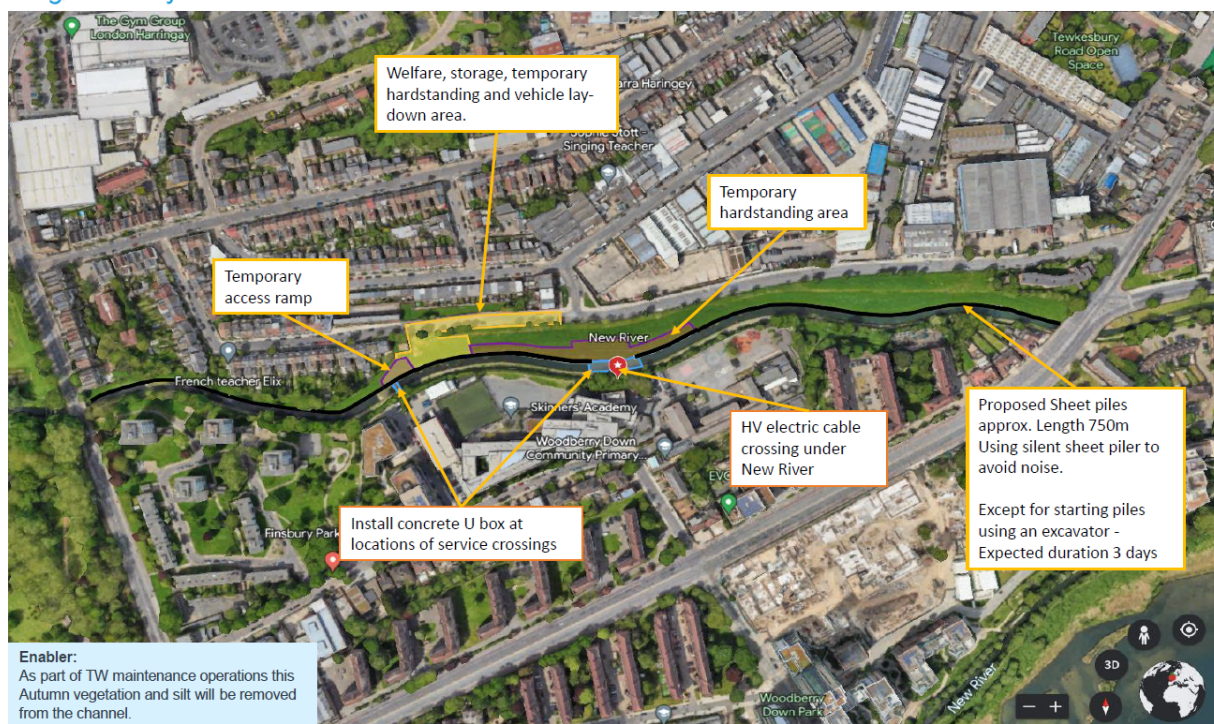 The Gym Group
London Harringay
Tewkesbury
Road Open
Space
Welfare, storage, temporary
hardstanding and vehicle lay-
down area.
arra Haringey
Sophie Stott -
Singing Teacher
Temporary
hardstanding area
Temporary
access ramp
New River
French teacher Elix
Skinners' Academy
Woodberry Down
Community Primary...
HV electric cable
crossing under
New River
Proposed Sheet piles
approx. Length 750m
Using silent sheet piler to
avoid noise.
Except for starting piles
using an excavator -
Expected duration 3 days
EVO
Install concrete U box at
locations of service crossings
Finsbury Park
Enabler:
As part of TW maintenance operations this
Autumn vegetation and silt will be removed
from the channel.
Woodberry
Down Park
New River
3D